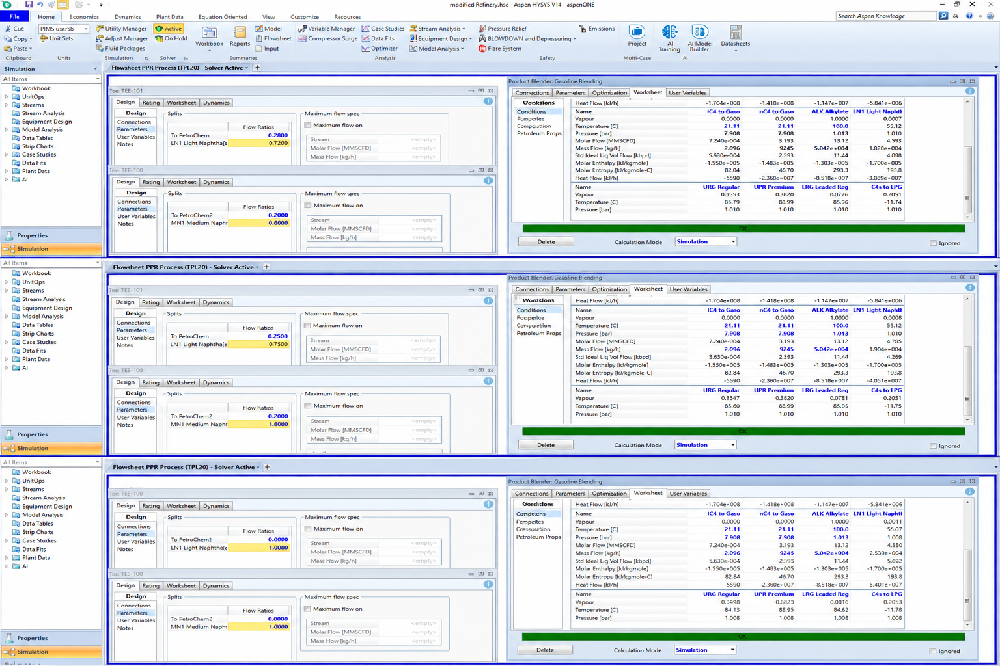 modified Refinery.hsc - Aspen HYSYS V14 - aspenONE
File Home Economics Dynamics Plant Data Equation Oriented View Customize Resources
Search Aspen Knowledge
Cut PIMS user5b Utility Manager Active Model Variable Manager Case Studies Stream Analysis Pressure Relief Emissions
Copy Unit Sets Adjust Manager On Hold Workbook Reports Flowsheet Compressor Surge Data Fits Equipment Design BLOWDOWN and Depressuring Project AI Training AI Model Builder Datasheets
Paste Fluid Packages Input Optimizer Model Analysis Flare System
Clipboard Units Simulation Solver Summaries Analysis Safety Multi-Case AI
Simulation
All Items
Workbook
UnitOps
Streams
Stream Analysis
Equipment Design
Model Analysis
Data Tables
Strip Charts
Case Studies
Data Fits
Plant Data
AI
Properties
Simulation
Flowsheet PPR Process (TPL20) - Solver Active +
Tee: TEE-101
Design Rating Worksheet Dynamics
Design
Connections
Parameters
User Variables
Notes
Splits
Flow Ratios
To PetroChem 0.2800
LN1 Light Naphtha(e 0.7200
Maximum flow spec
Maximum flow on
Stream <empty>
Molar Flow [MMSCFD] <empty>
Mass Flow [kg/h] <empty>
Tee: TEE-100
Design Rating Worksheet Dynamics
Design
Connections
Parameters
User Variables
Notes
Splits
Flow Ratios
To PetroChem2 0.2000
MN1 Medium Naphr 0.8000
Maximum flow spec
Maximum flow on
Stream <empty>
Molar Flow [MMSCFD] <empty>
Mass Flow [kg/h] <empty>
Product Blender: Gasoline Blending
Connections Parameters Optimization Worksheet User Variables
Conditions
Petroleum Props
Heat Flow [kJ/h] -1.704e+008 -1.418e+008 -1.147e+007 -5.841e+006
Name IC4 to Gaso nC4 to Gaso ALK Alkylate LN1 Light Naphtł
Vapour 0.0000 0.0000 1.0000 0.0007
Temperature [C] 21.11 21.11 100.0 55.12
Pressure [bar] 7.908 7.908 1.013 1.010
Molar Flow [MMSCFD] 7.240e-004 3.193 13.12 4.593
Mass Flow [kg/h] 2.096 9245 5.042e+004 1.828e+004
Std Ideal Liq Vol Flow [kbpd] 5.630e-004 2.393 11.44 4.098
Molar Enthalpy [kJ/kgmole] -1.550e+005 -1.483e+005 -1.303e+005 -1.700e+005
Molar Entropy [kJ/kgmole-C] 82.84 46.70 293.3 193.8
Heat Flow [kJ/h] -5590 -2.360e+007 -8.518e+007 -3.889e+007
Name URG Regular UPR Premium LRG Leaded Reg C4s to LPG
Vapour 0.3553 0.3820 0.0776 0.2051
Temperature [C] 85.79 88.99 85.96 -11.74
Pressure [bar] 1.010 1.010 1.010 1.010
OK
Delete Calculation Mode Simulation Ignored
All Items
Workbook
UnitOps
Streams
Stream Analysis
Equipment Design
Model Analysis
Data Tables
Strip Charts
Case Studies
Data Fits
Plant Data
AI
Properties
Simulation
Flowsheet PPR Process (TPL20) - Solver Active +
Tee: TEE-101
Design Rating Worksheet Dynamics
Design
Connections
Parameters
User Variables
Notes
Splits
Flow Ratios
To PetroChem 0.2500
LN1 Light Naphtha(e 0.7500
Maximum flow spec
Maximum flow on
Stream <empty>
Molar Flow [MMSCFD] <empty>
Mass Flow [kg/h] <empty>
Tee: TEE-100
Design Rating Worksheet Dynamics
Design
Connections
Parameters
User Variables
Notes
Splits
Flow Ratios
To PetroChem2 0.2000
MN1 Medium Naphr 1.8000
Maximum flow spec
Maximum flow on
Stream <empty>
Molar Flow [MMSCFD] <empty>
Mass Flow [kg/h] <empty>
Product Blender: Gasoline Blending
Connections Parameters Optimization Worksheet User Variables
Conditions
Petroleum Props
Heat Flow [kJ/h] -1.704e+008 -1.418e+008 -1.147e+007 -5.841e+006
Name IC4 to Gaso nC4 to Gaso ALK Alkylate LN1 Light Naphtł
Vapour 0.0000 0.0000 1.0000 0.0008
Temperature [C] 21.11 21.11 100.0 55.12
Pressure [bar] 7.908 7.908 1.013 1.010
Molar Flow [MMSCFD] 7.240e-004 3.193 13.12 4.785
Mass Flow [kg/h] 2.096 9245 5.042e+004 1.904e+004
Std Ideal Liq Vol Flow [kbpd] 5.630e-004 2.393 11.44 4.269
Molar Enthalpy [kJ/kgmole] -1.550e+005 -1.483e+005 -1.303e+005 -1.700e+005
Molar Entropy [kJ/kgmole-C] 82.84 46.70 293.3 193.8
Heat Flow [kJ/h] -5590 -2.360e+007 -8.518e+007 -4.051e+007
Name URG Regular UPR Premium LRG Leaded Reg C4s to LPG
Vapour 0.3547 0.3820 0.0781 0.2051
Temperature [C] 85.60 88.99 85.95 -11.75
Pressure [bar] 1.010 1.010 1.010 1.010
OK
Delete Calculation Mode Simulation Ignored
All Items
Workbook
UnitOps
Streams
Stream Analysis
Equipment Design
Model Analysis
Data Tables
Strip Charts
Case Studies
Data Fits
Plant Data
AI
Properties
Simulation
Flowsheet PPR Process (TPL20) - Solver Active +
Tee: TEE-100
Design Rating Worksheet Dynamics
Design
Connections
Parameters
User Variables
Notes
Splits
Flow Ratios
To PetroChem2 0.0000
LN1 Light Naphtha(e 1.0000
Maximum flow spec
Maximum flow on
Stream <empty>
Molar Flow [MMSCFD] <empty>
Mass Flow [kg/h] <empty>
Tee: TEE-100
Design Rating Worksheet Dynamics
Design
Connections
Parameters
User Variables
Notes
Splits
Flow Ratios
To PetroChem2 0.0000
MN1 Medium Naphr 1.0000
Maximum flow spec
Maximum flow on
Stream <empty>
Molar Flow [MMSCFD] <empty>
Mass Flow [kg/h] <empty>
Product Blender: Gasoline Blending
Connections Parameters Optimization Worksheet User Variables
Petroleum Props
Heat Flow [kJ/h] -1.704e+008 -1.418e+008 -1.147e+007 -5.841e+006
Name IC4 to Gaso nC4 to Gaso ALK Alkylate LN1 Light Naphtł
Vapour 0.0000 0.0000 1.0000 0.0011
Temperature [C] 21.11 21.11 100.0 55.07
Pressure [bar] 7.908 7.908 1.013 1.008
Molar Flow [MMSCFD] 7.240e-004 3.193 13.12 4.580
Mass Flow [kg/h] 2.096 9245 5.042e+004 2.539e+004
Std Ideal Liq Vol Flow [kbpd] 5.630e-004 2.393 11.44 5.692
Molar Enthalpy [kJ/kgmole] -1.550e+005 -1.483e+005 -1.303e+005 -1.700e+005
Molar Entropy [kJ/kgmole-C] 82.84 46.70 293.3 193.8
Heat Flow [kJ/h] -5590 -2.360e+007 -8.518e+007 -5.401e+007
Name URG Regular UPR Premium LRG Leaded Reg C4s to LPG
Vapour 0.3498 0.3823 0.0816 0.2053
Temperature [C] 84.13 88.95 84.62 -11.78
Pressure [bar] 1.008 1.008 1.008 1.008
OK
Delete Calculation Mode Simulation Ignored